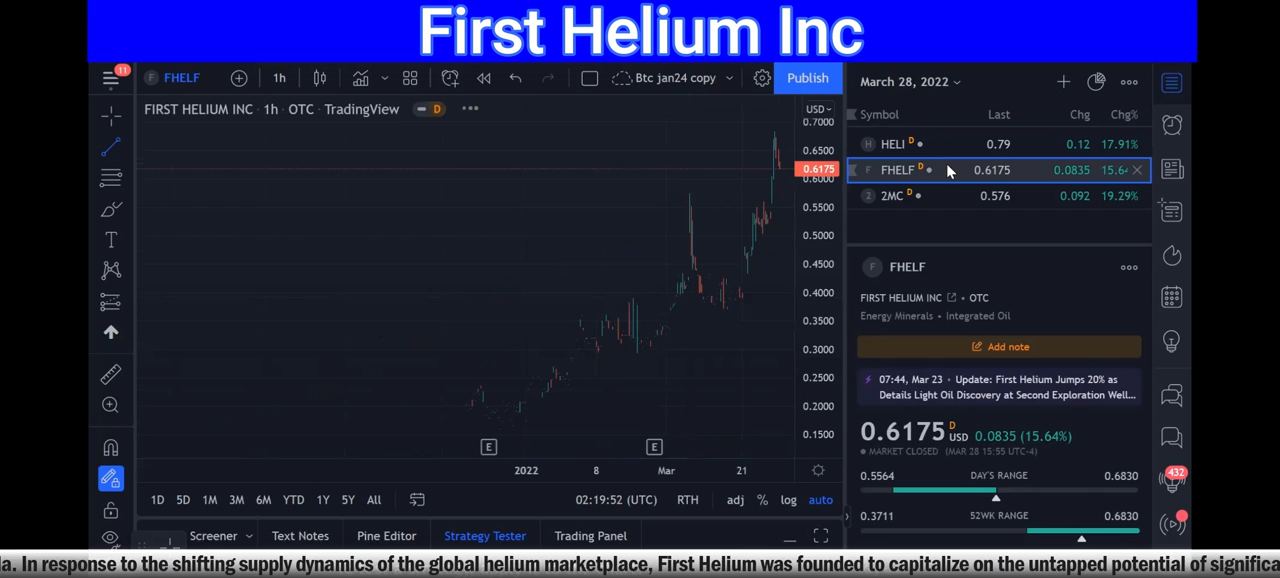 First Helium Inc
11
F FHELF 1h Btc jan24 copy Publish
FIRST HELIUM INC · 1h · OTC · TradingView D
USD
0.7000
0.6500
0.6175
0.6000
0.5500
0.5000
0.4500
0.4000
0.3500
0.3000
0.2500
0.2000
0.1500
E E
2022 8 Mar 21
1D 5D 1M 3M 6M YTD 1Y 5Y All 02:19:52 (UTC) RTH adj % log auto
Screener Text Notes Pine Editor Strategy Tester Trading Panel
March 28, 2022
Symbol Last Chg Chg%
H HELI D 0.79 0.12 17.91%
F FHELF D 0.6175 0.0835 15.64
2 2MC D 0.576 0.092 19.29%
F FHELF
FIRST HELIUM INC • OTC
Energy Minerals • Integrated Oil
Add note
07:44, Mar 23 • Update: First Helium Jumps 20% as
Details Light Oil Discovery at Second Exploration Well...
0.6175 D USD 0.0835 (15.64%)
MARKET CLOSED (MAR 28 15:55 UTC-4)
0.5564 DAY'S RANGE 0.6830
0.3711 52WK RANGE 0.6830
432
da. In response to the shifting supply dynamics of the global helium marketplace, First Helium was founded to capitalize on the untapped potential of significa